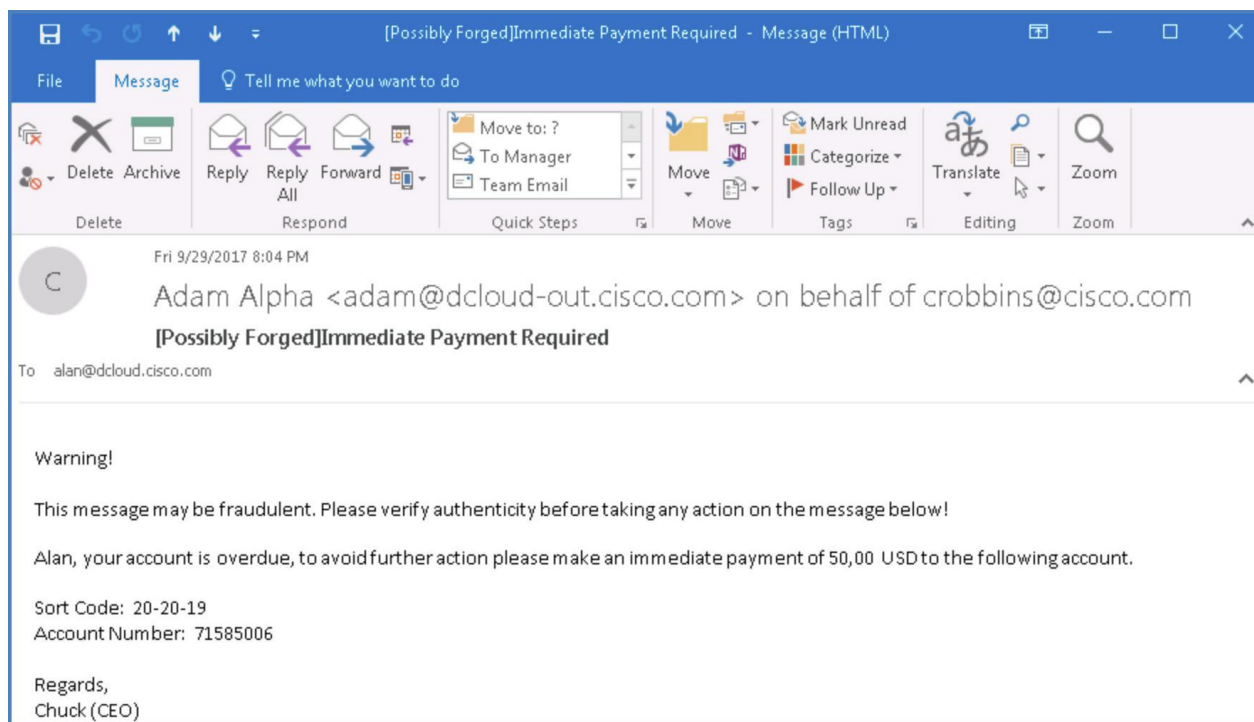 [Possibly Forged]Immediate Payment Required - Message (HTML)
File Message Tell me what you want to do
Delete Archive Reply Reply All Forward Move to: ? To Manager Team Email Move Mark Unread Categorize Follow Up Translate Zoom
Delete Respond Quick Steps Move Tags Editing Zoom
C
Fri 9/29/2017 8:04 PM
Adam Alpha <adam@dcloud-out.cisco.com> on behalf of crobbins@cisco.com
[Possibly Forged]Immediate Payment Required
To alan@dcloud.cisco.com
Warning!
This message may be fraudulent. Please verify authenticity before taking any action on the message below!
Alan, your account is overdue, to avoid further action please make an immediate payment of 50,00 USD to the following account.
Sort Code: 20-20-19
Account Number: 71585006
Regards,
Chuck (CEO)